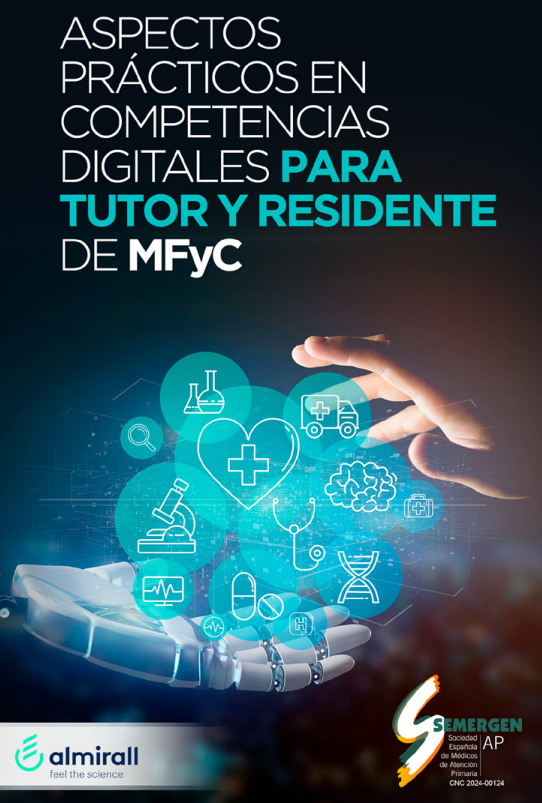 ASPECTOS
PRÁCTICOS EN
COMPETENCIAS
DIGITALES PARA
TUTOR Y RESIDENTE
DE MFyC
H
almirall
feel the science
SEMERGEN
Sociedad
Española
de Médicos
de Atención
Primaria
AP
CNC 2024-00124